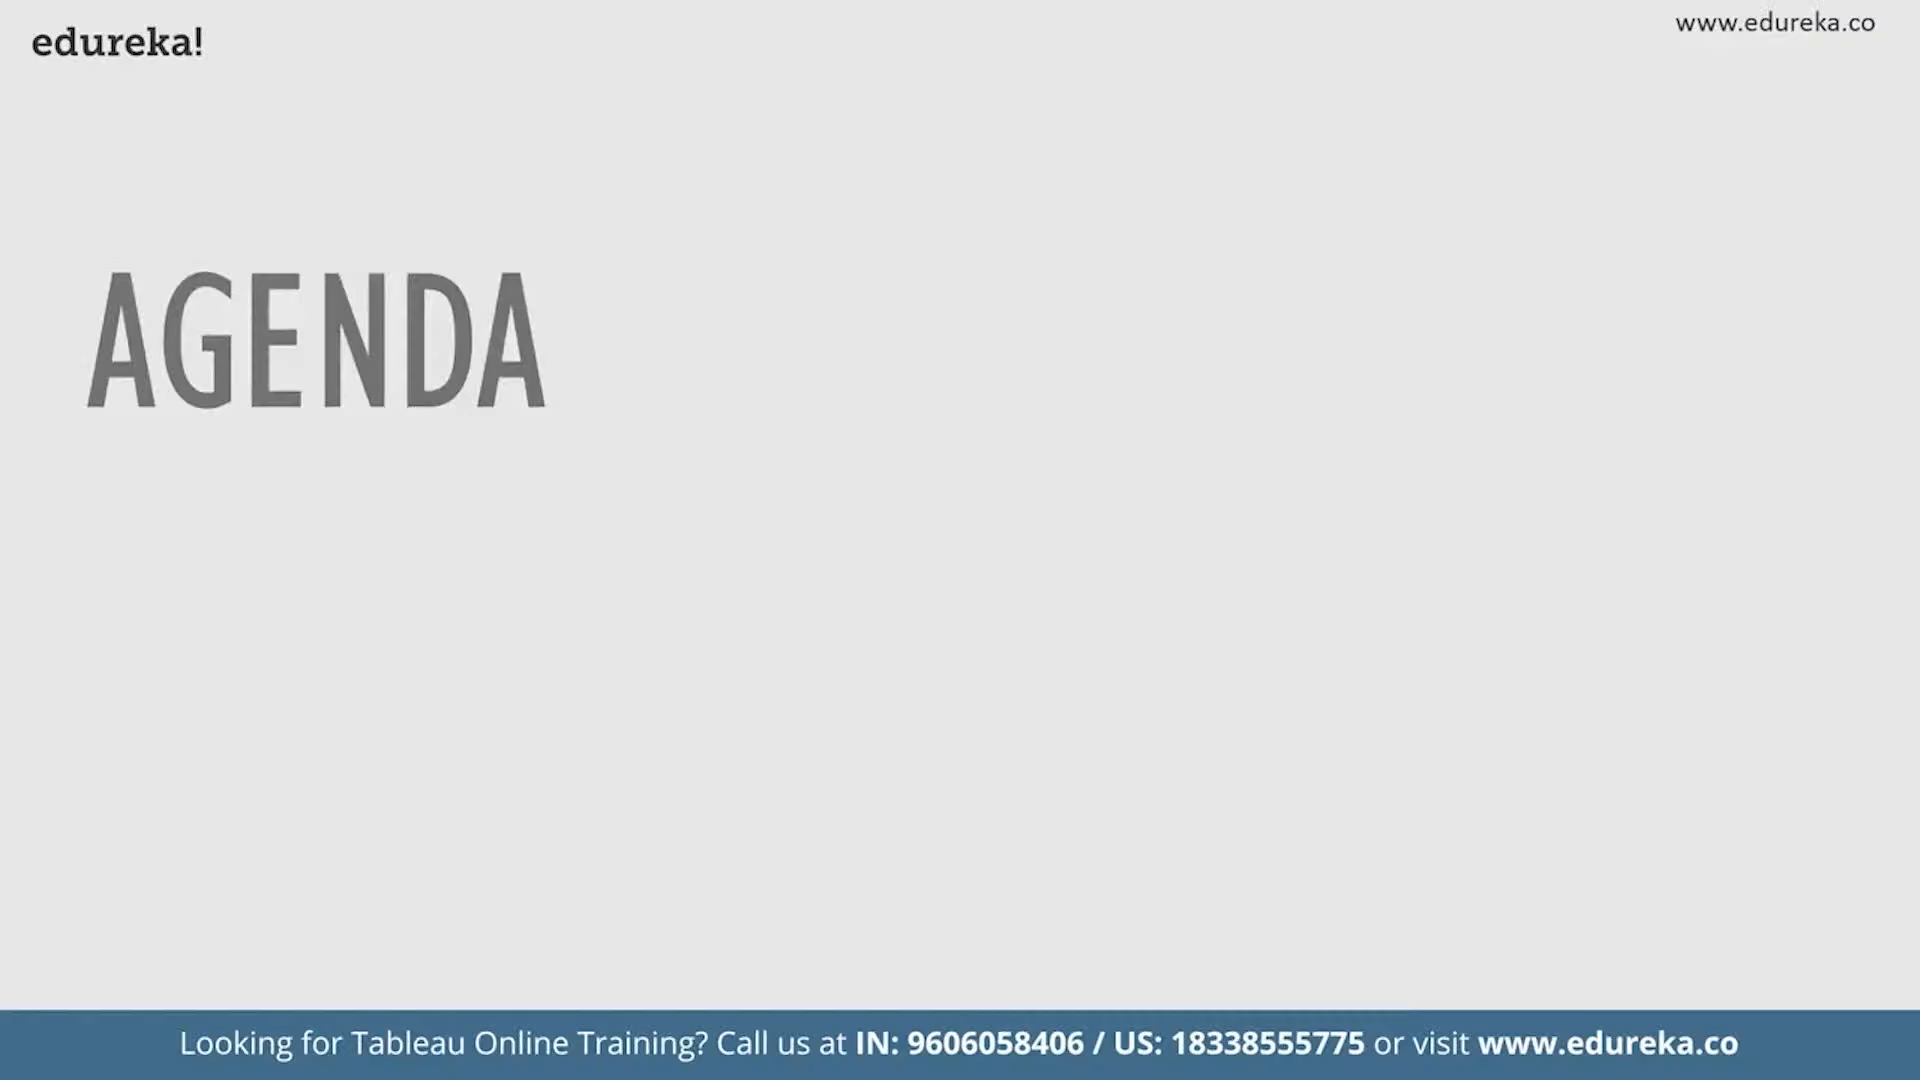 edureka!
www.edureka.co
AGENDA
Looking for Tableau Online Training? Call us at IN: 9606058406 / US: 18338555775 or visit www.edureka.co